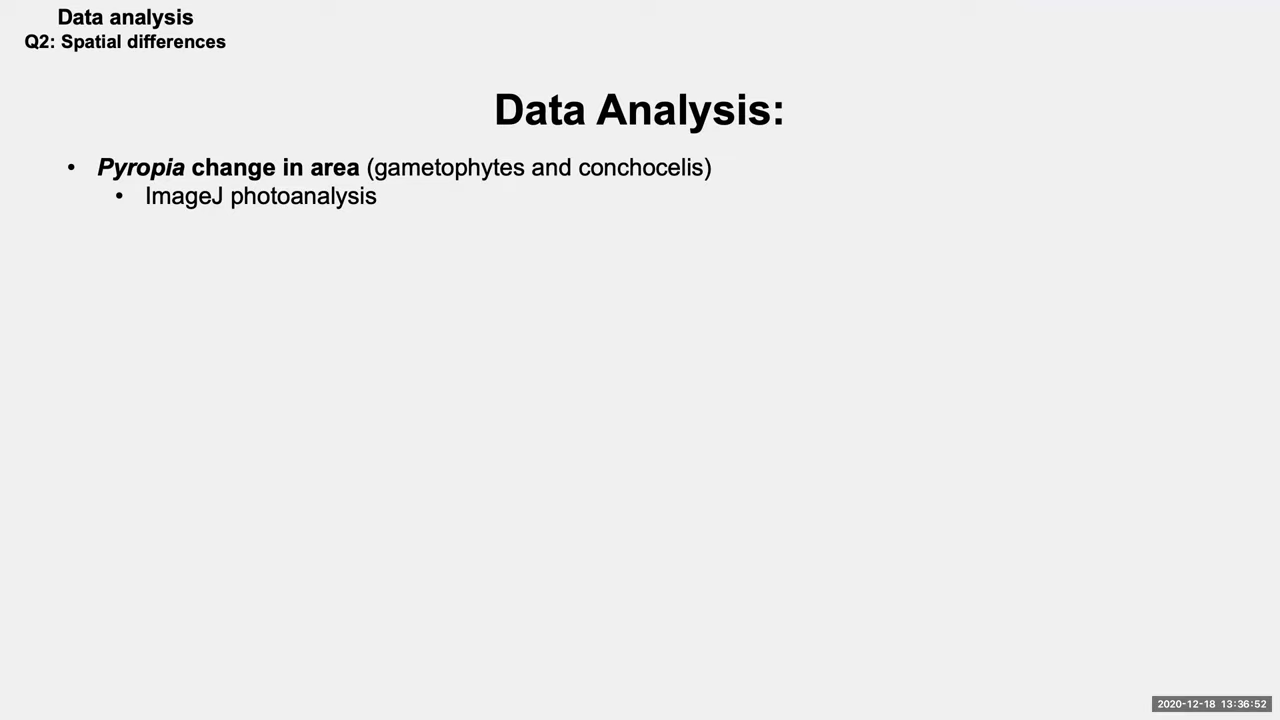 Data analysis
Q2: Spatial differences
Data Analysis:
• Pyropia change in area (gametophytes and conchocelis)
• ImageJ photoanalysis
2020-12-18 13:36:52